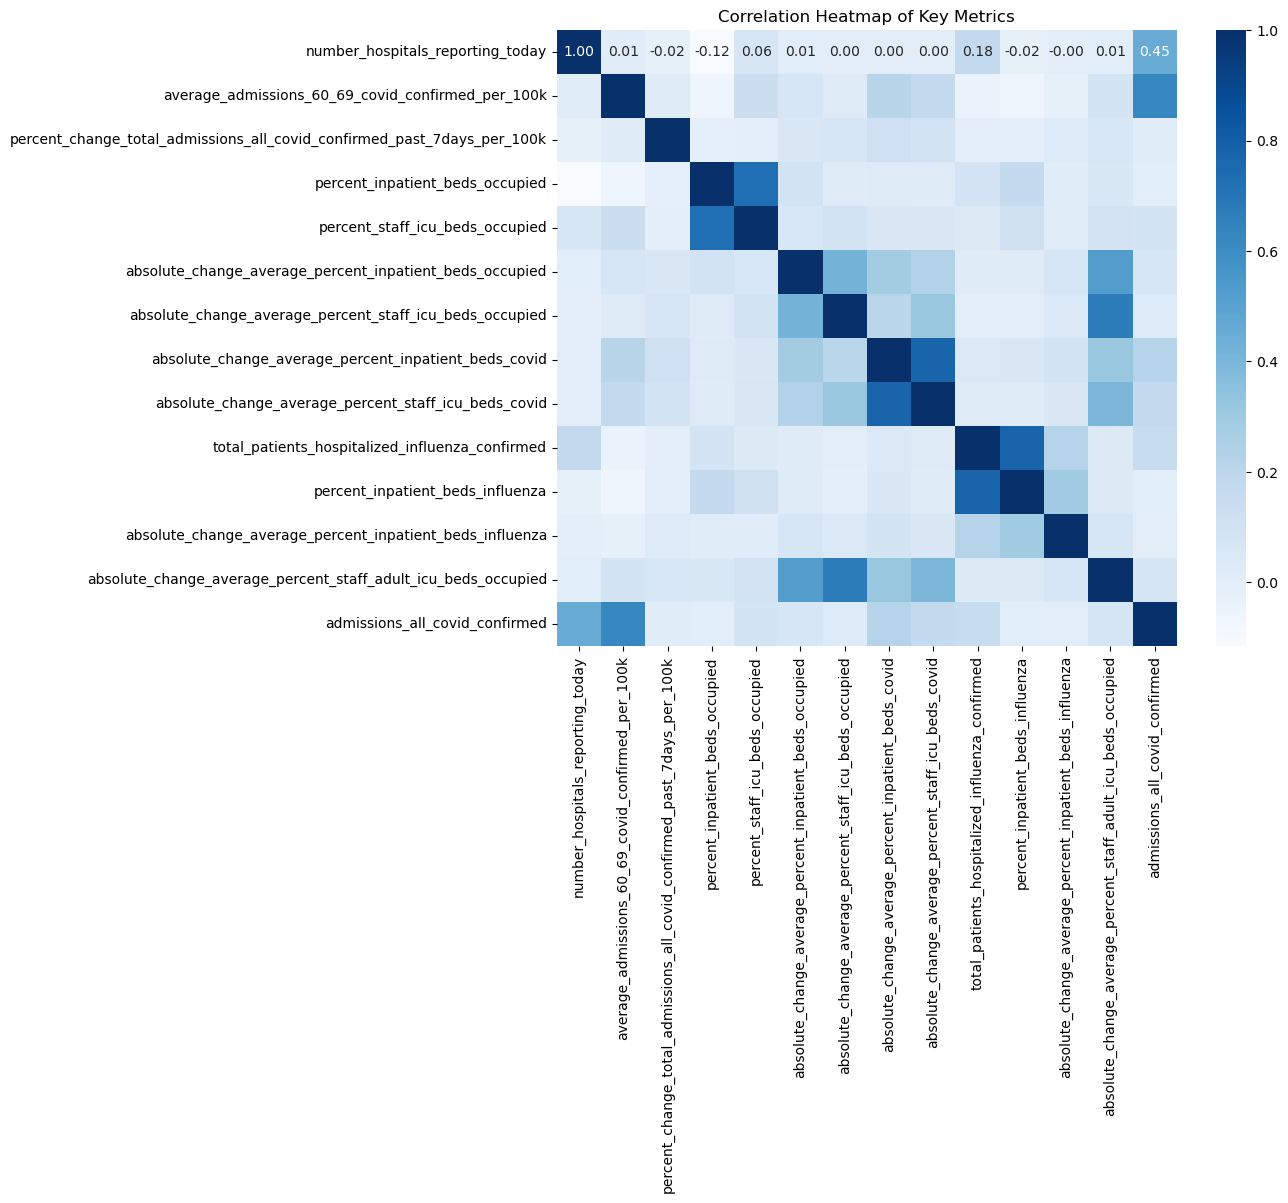 Correlation Heatmap of Key Metrics
number_hospitals_reporting_today
1.00 0.01 -0.02 -0.12 0.06 0.01 0.00 0.00 0.00 0.18 -0.02 -0.00 0.01 0.45
average_admissions_60_69_covid_confirmed_per_100k
percent_change_total_admissions_all_covid_confirmed_past_7days_per_100k
percent_inpatient_beds_occupied
percent_staff_icu_beds_occupied
absolute_change_average_percent_inpatient_beds_occupied
absolute_change_average_percent_staff_icu_beds_occupied
absolute_change_average_percent_inpatient_beds_covid
absolute_change_average_percent_staff_icu_beds_covid
total_patients_hospitalized_influenza_confirmed
percent_inpatient_beds_influenza
absolute_change_average_percent_inpatient_beds_influenza
absolute_change_average_percent_staff_adult_icu_beds_occupied
admissions_all_covid_confirmed
number_hospitals_reporting_today
average_admissions_60_69_covid_confirmed_per_100k
percent_change_total_admissions_all_covid_confirmed_past_7days_per_100k
percent_inpatient_beds_occupied
percent_staff_icu_beds_occupied
absolute_change_average_percent_inpatient_beds_occupied
absolute_change_average_percent_staff_icu_beds_occupied
absolute_change_average_percent_inpatient_beds_covid
absolute_change_average_percent_staff_icu_beds_covid
total_patients_hospitalized_influenza_confirmed
percent_inpatient_beds_influenza
absolute_change_average_percent_inpatient_beds_influenza
absolute_change_average_percent_staff_adult_icu_beds_occupied
admissions_all_covid_confirmed
1.0
0.8
0.6
0.4
0.2
0.0